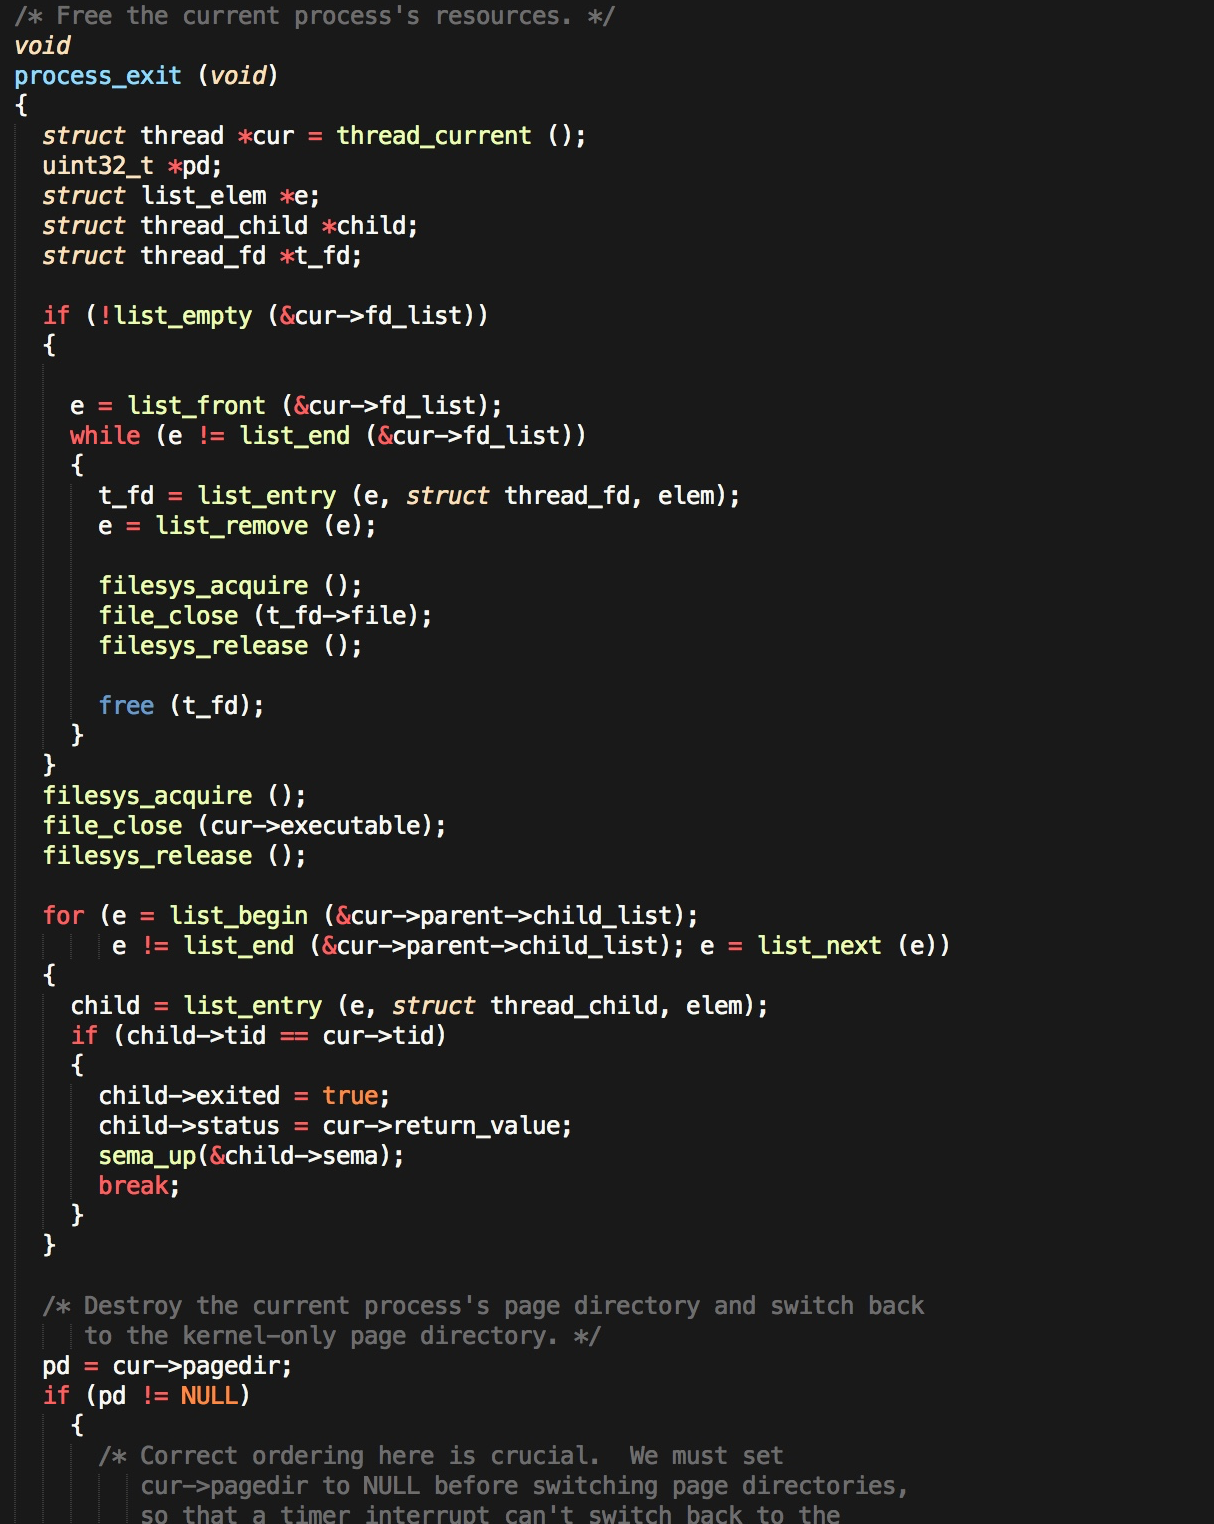 /* Free the current process's resources. */
void
process_exit (void)
{
  struct thread *cur = thread_current ();
  uint32_t *pd;
  struct list_elem *e;
  struct thread_child *child;
  struct thread_fd *t_fd;

  if (!list_empty (&cur->fd_list))
  {

    e = list_front (&cur->fd_list);
    while (e != list_end (&cur->fd_list))
    {
      t_fd = list_entry (e, struct thread_fd, elem);
      e = list_remove (e);

      filesys_acquire ();
      file_close (t_fd->file);
      filesys_release ();

      free (t_fd);
    }
  }
  filesys_acquire ();
  file_close (cur->executable);
  filesys_release ();

  for (e = list_begin (&cur->parent->child_list);
       e != list_end (&cur->parent->child_list); e = list_next (e))
  {
    child = list_entry (e, struct thread_child, elem);
    if (child->tid == cur->tid)
    {
      child->exited = true;
      child->status = cur->return_value;
      sema_up(&child->sema);
      break;
    }
  }

  /* Destroy the current process's page directory and switch back
     to the kernel-only page directory. */
  pd = cur->pagedir;
  if (pd != NULL)
    {
      /* Correct ordering here is crucial.  We must set
         cur->pagedir to NULL before switching page directories,
         so that a timer interrupt can't switch back to the